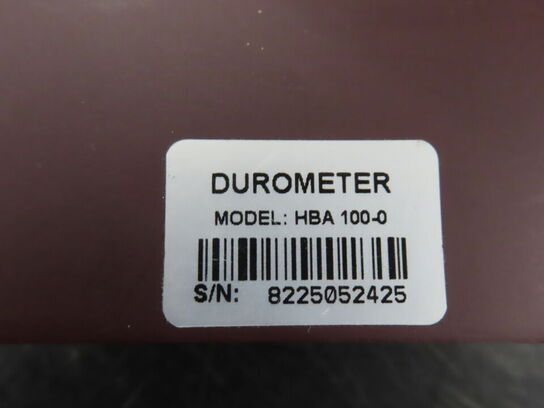 DUROMETER
MODEL: HBA 100-0
S/N: 8225052425